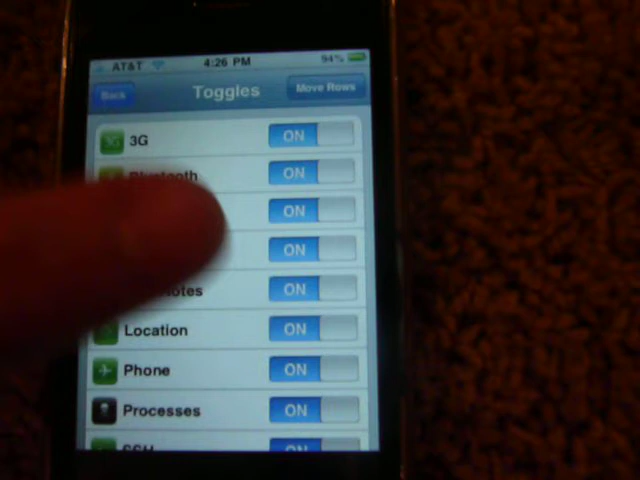 AT&T 4:26 PM 94%
Back Toggles Move Rows
3G ON
Bluetooth ON
ON
ON
otes ON
Location ON
Phone ON
Processes ON
SSH ON